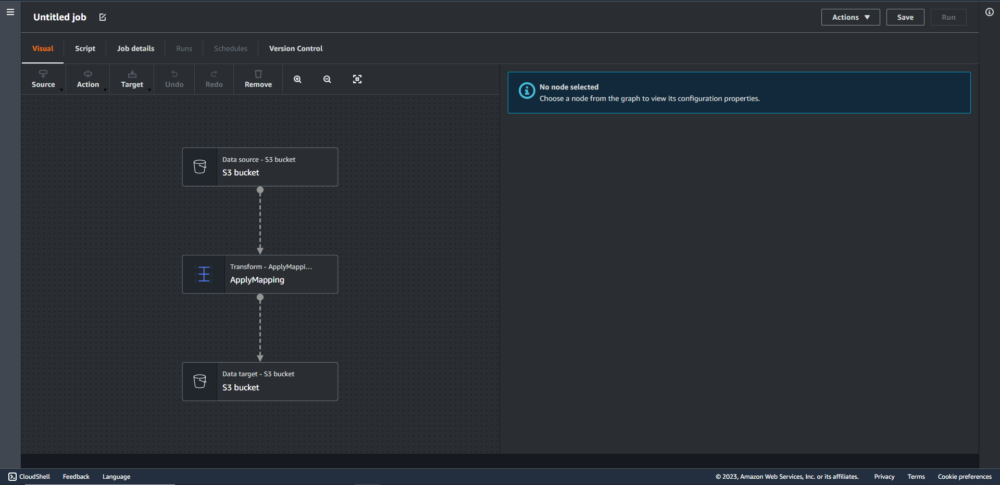 Untitled job
Actions
Save
Run
Visual
Script
Job details
Runs
Schedules
Version Control
Source
Action
Target
Undo
Redo
Remove
No node selected
Choose a node from the graph to view its configuration properties.
Data source - S3 bucket
S3 bucket
Transform - ApplyMappi...
ApplyMapping
Data target - S3 bucket
S3 bucket
CloudShell
Feedback
Language
© 2023, Amazon Web Services, Inc. or its affiliates.
Privacy
Terms
Cookie preferences